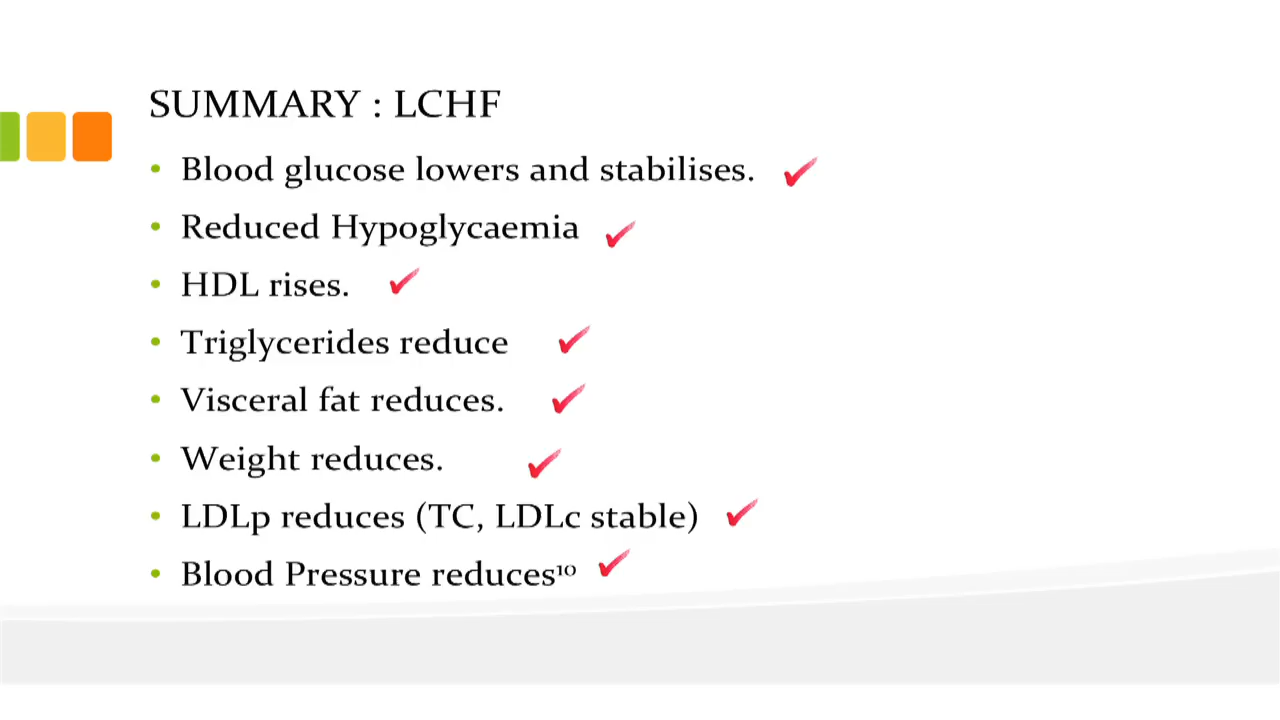 SUMMARY : LCHF
• Blood glucose lowers and stabilises.
• Reduced Hypoglycaemia
• HDL rises.
• Triglycerides reduce
• Visceral fat reduces.
• Weight reduces.
• LDLp reduces (TC, LDLc stable)
• Blood Pressure reduces¹⁰